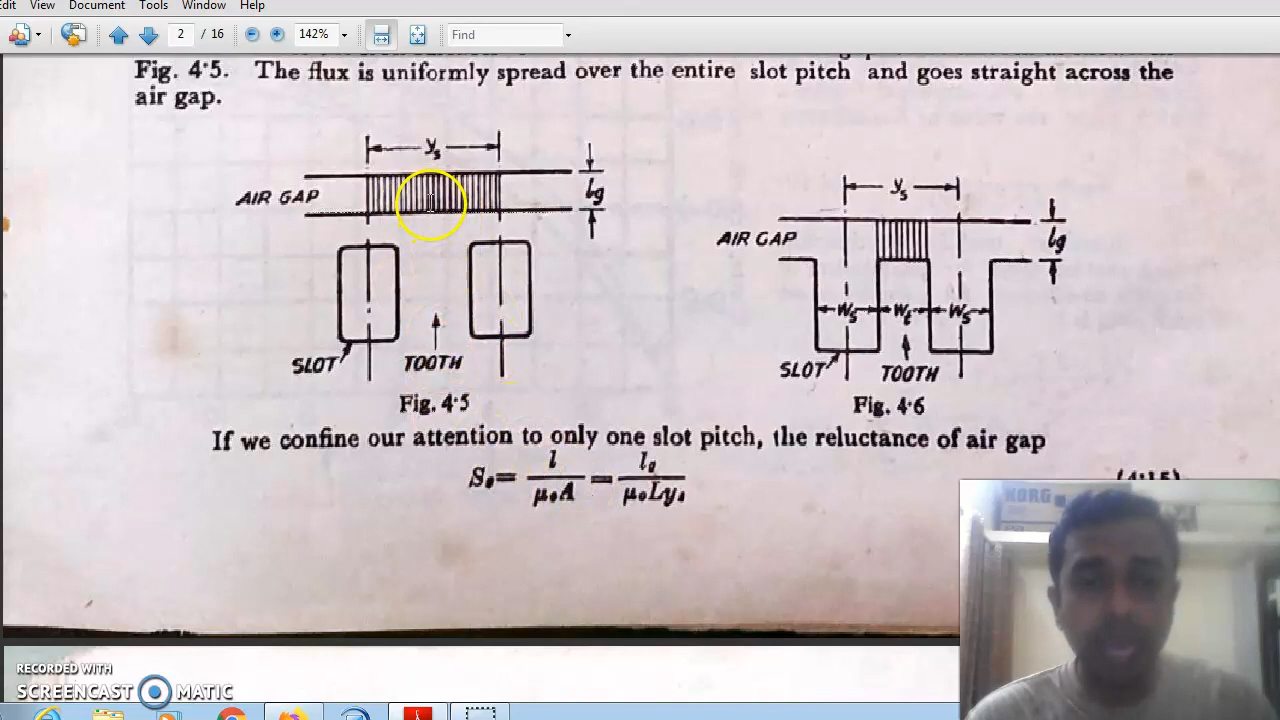 Edit View Document Tools Window Help
2 / 16 142% Find
Fig. 4·5. The flux is uniformly spread over the entire slot pitch and goes straight across the
air gap.
ys
AIR GAP
lg
SLOT
TOOTH
Fig. 4·5
ys
AIR GAP
lg
Ws Wt Ws
SLOT
TOOTH
Fig. 4·6
If we confine our attention to only one slot pitch, the reluctance of air gap
Sg= l/μ₀A = lg/μ₀Lys
KORG
RECORDED WITH
SCREENCAST MATIC